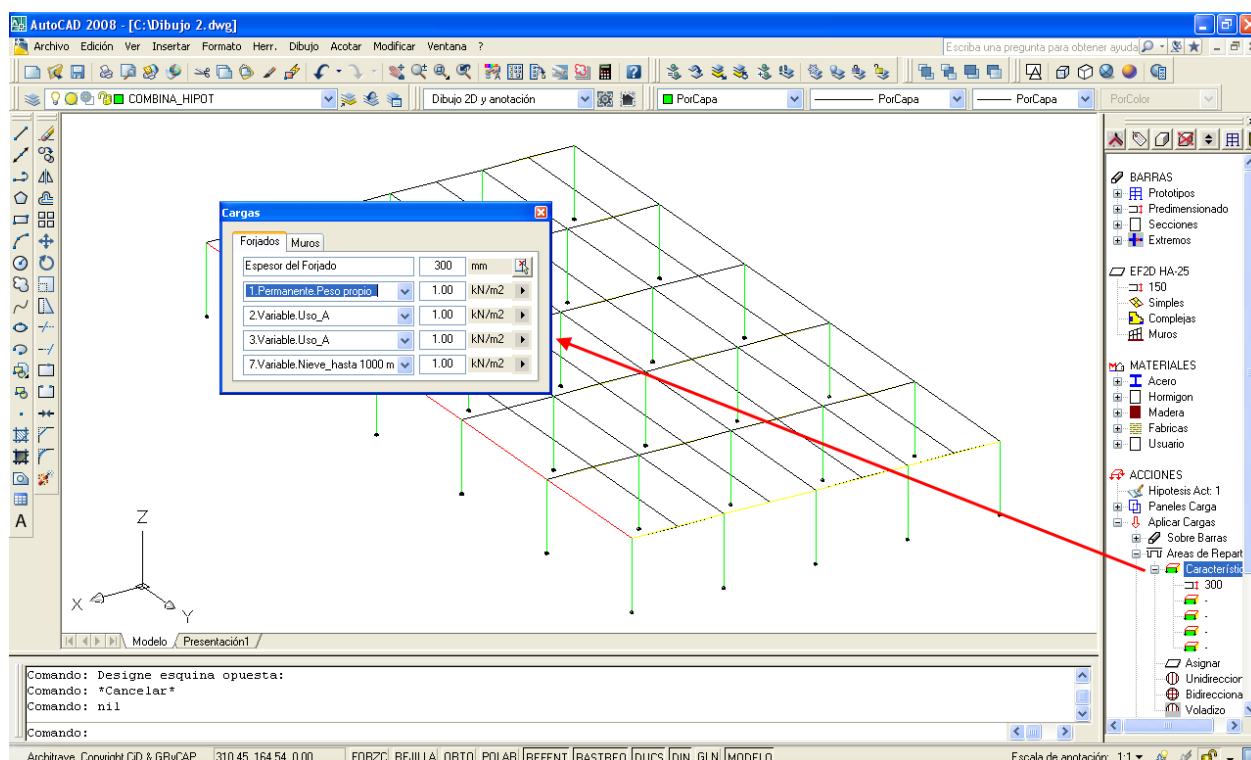 AutoCAD 2008 - [C:\Dibujo 2.dwg]
Archivo Edición Ver Insertar Formato Herr. Dibujo Acotar Modificar Ventana ?
Escriba una pregunta para obtener ayuda
COMBINA_HIPOT
Dibujo 2D y anotación
PorCapa
PorCapa
PorCapa
PorColor
Cargas
Forjados Muros
Espesor del Forjado 300 mm
1.Permanente.Peso propio 1.00 kN/m2
2.Variable.Uso_A 1.00 kN/m2
3.Variable.Uso_A 1.00 kN/m2
7.Variable.Nieve_hasta 1000 m 1.00 kN/m2
BARRAS
Prototipos
Predimensionado
Secciones
Extremos
EF2D HA-25
150
Simples
Complejas
Muros
MATERIALES
Acero
Hormigon
Madera
Fabricas
Usuario
ACCIONES
Hipotesis Act: 1
Paneles Carga
Aplicar Cargas
Sobre Barras
Areas de Repart
Característic
300
-
-
-
-
Asignar
Unidireccior
Bidirecciona
Voladizo
Z
X
Y
A
Modelo Presentación1
Comando: Designe esquina opuesta:
Comando: *Cancelar*
Comando: nil
Comando:
Architrave. Copyright CiD & GRyCAP 310.45, 164.54, 0.00 FORZC REJILLA ORTO POLAR REFENT RASTREO DUCS DIN GLN MODELO Escala de anotación: 1:1